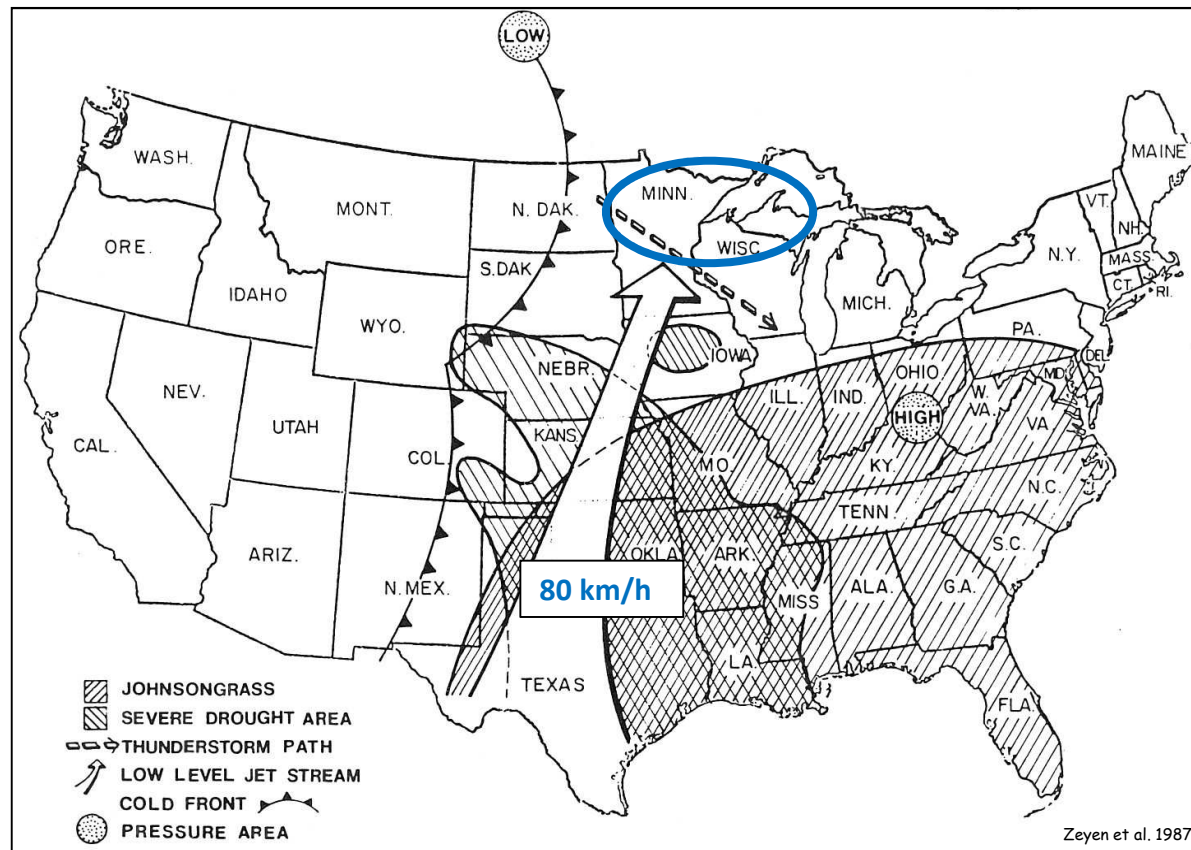 LOW
WASH.
MONT.
N. DAK.
MINN.
MAINE
ORE.
IDAHO
S.DAK
WISC
VT.
NH.
N.Y.
MASS.
CT.
RI.
WYO.
MICH.
PA.
NEV.
NEBR.
IOWA
OHIO
DEL.
MD.
UTAH
COL.
KANS.
ILL.
IND.
HIGH
W. VA.
VA.
CAL.
MO.
KY.
N.C.
TENN.
ARIZ.
N. MEX.
OKLA.
ARK.
S.C.
80 km/h
MISS
ALA.
G.A.
TEXAS
LA.
FLA.
JOHNSONGRASS
SEVERE DROUGHT AREA
THUNDERSTORM PATH
LOW LEVEL JET STREAM
COLD FRONT
PRESSURE AREA
Zeyen et al. 1987